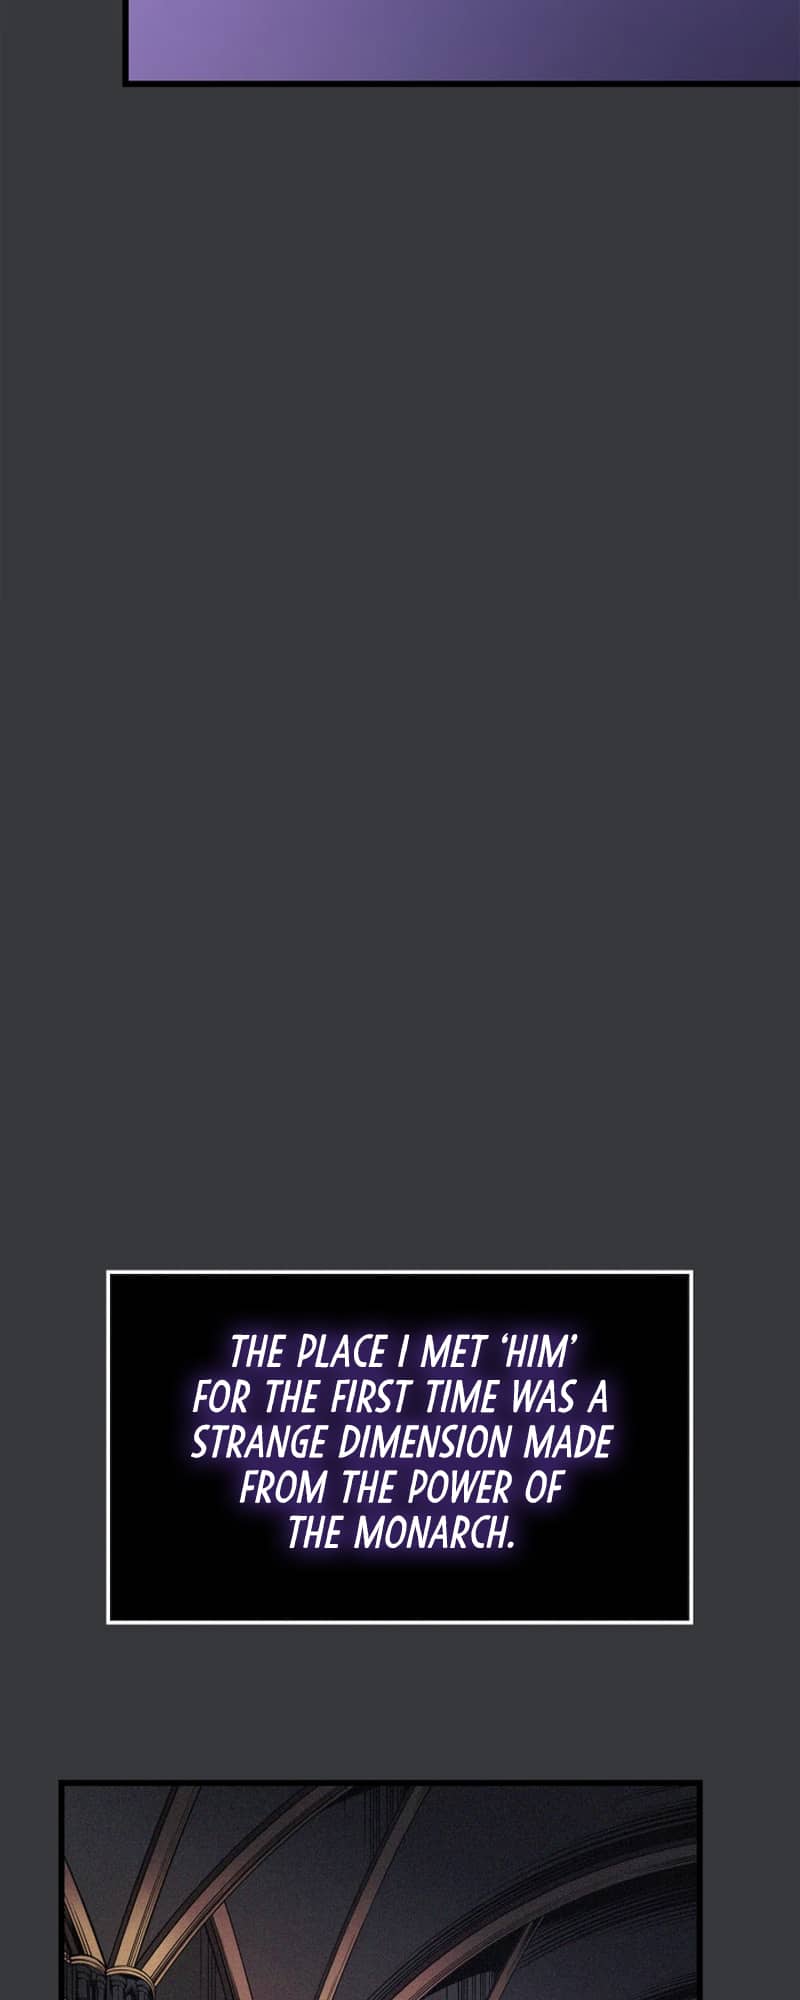 THE PLACE I MET ‘HIM’
FOR THE FIRST TIME WAS A
STRANGE DIMENSION MADE
FROM THE POWER OF
THE MONARCH.